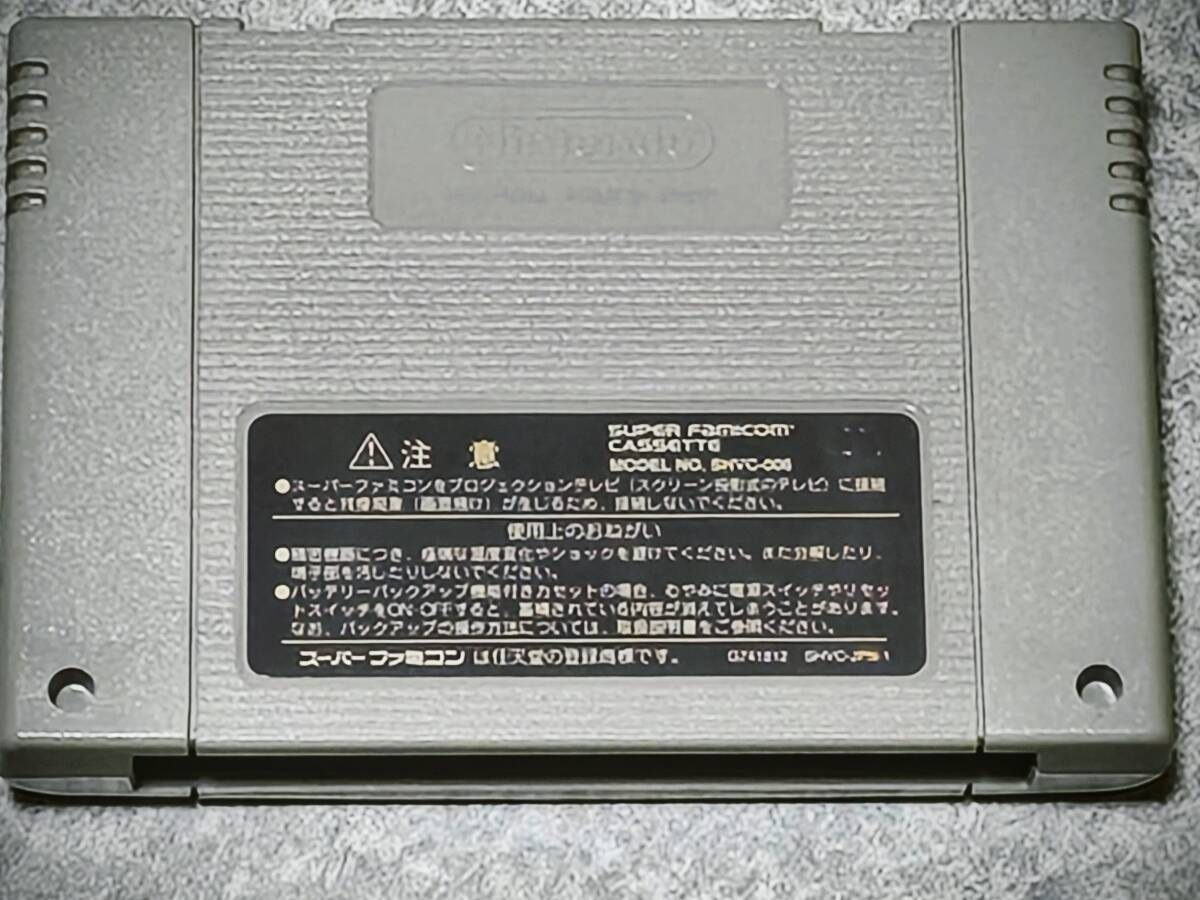 Nintendo
⚠注意
SUPER FAMICOM
CASSETTE
MODEL NO. SHVC-006
●スーパーファミコンをプロジェクションテレビ(スクリーン投影式のテレビ)に接続
すると残像現象(画面焼け)が生じるため、接続しないでください。
使用上のおねがい
●精密機器につき、極端な温度変化やショックを避けてください。また分解したり、
端子部を汚したりしないでください。
●バッテリーバックアップ機能付きカセットの場合、むやみに電源スイッチやリセッ
トスイッチをON・OFFすると、蓄積されている内容が消えてしまうことがあります。
なお、バックアップの操作方法については、取扱説明書をご参照ください。
スーパーファミコンは任天堂の登録商標です。